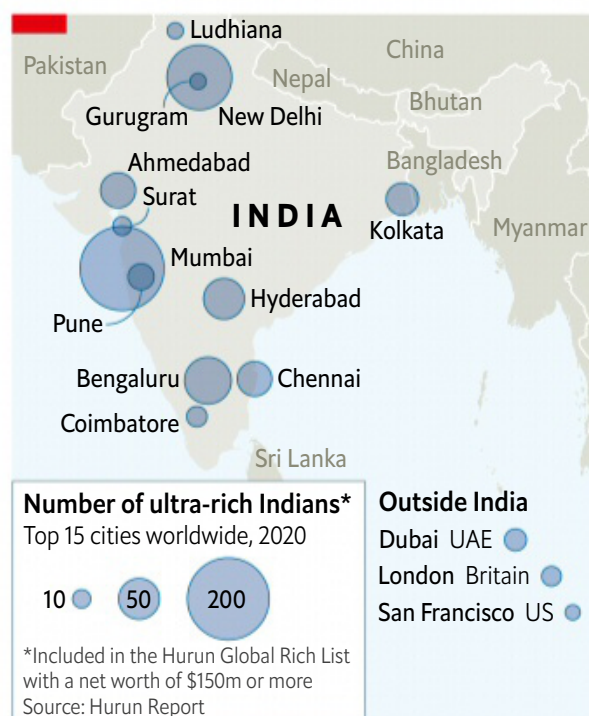 Ludhiana
China
Pakistan
Nepal
Gurugram
New Delhi
Bhutan
Ahmedabad
Bangladesh
Surat
INDIA
Kolkata
Myanmar
Mumbai
Hyderabad
Pune
Bengaluru
Chennai
Coimbatore
Sri Lanka
Number of ultra-rich Indians*
Top 15 cities worldwide, 2020
10
50
200
*Included in the Hurun Global Rich List
with a net worth of $150m or more
Source: Hurun Report
Outside India
Dubai UAE
London Britain
San Francisco US